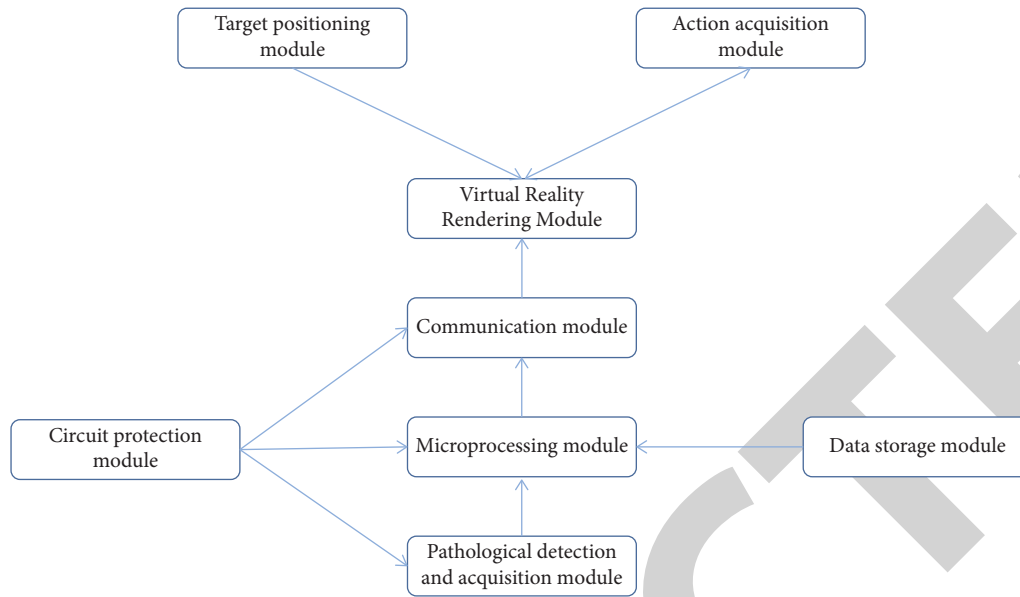 Target positioning
module
Action acquisition
module
Virtual Reality
Rendering Module
Communication module
Circuit protection
module
Microprocessing module
Data storage module
Pathological detection
and acquisition module